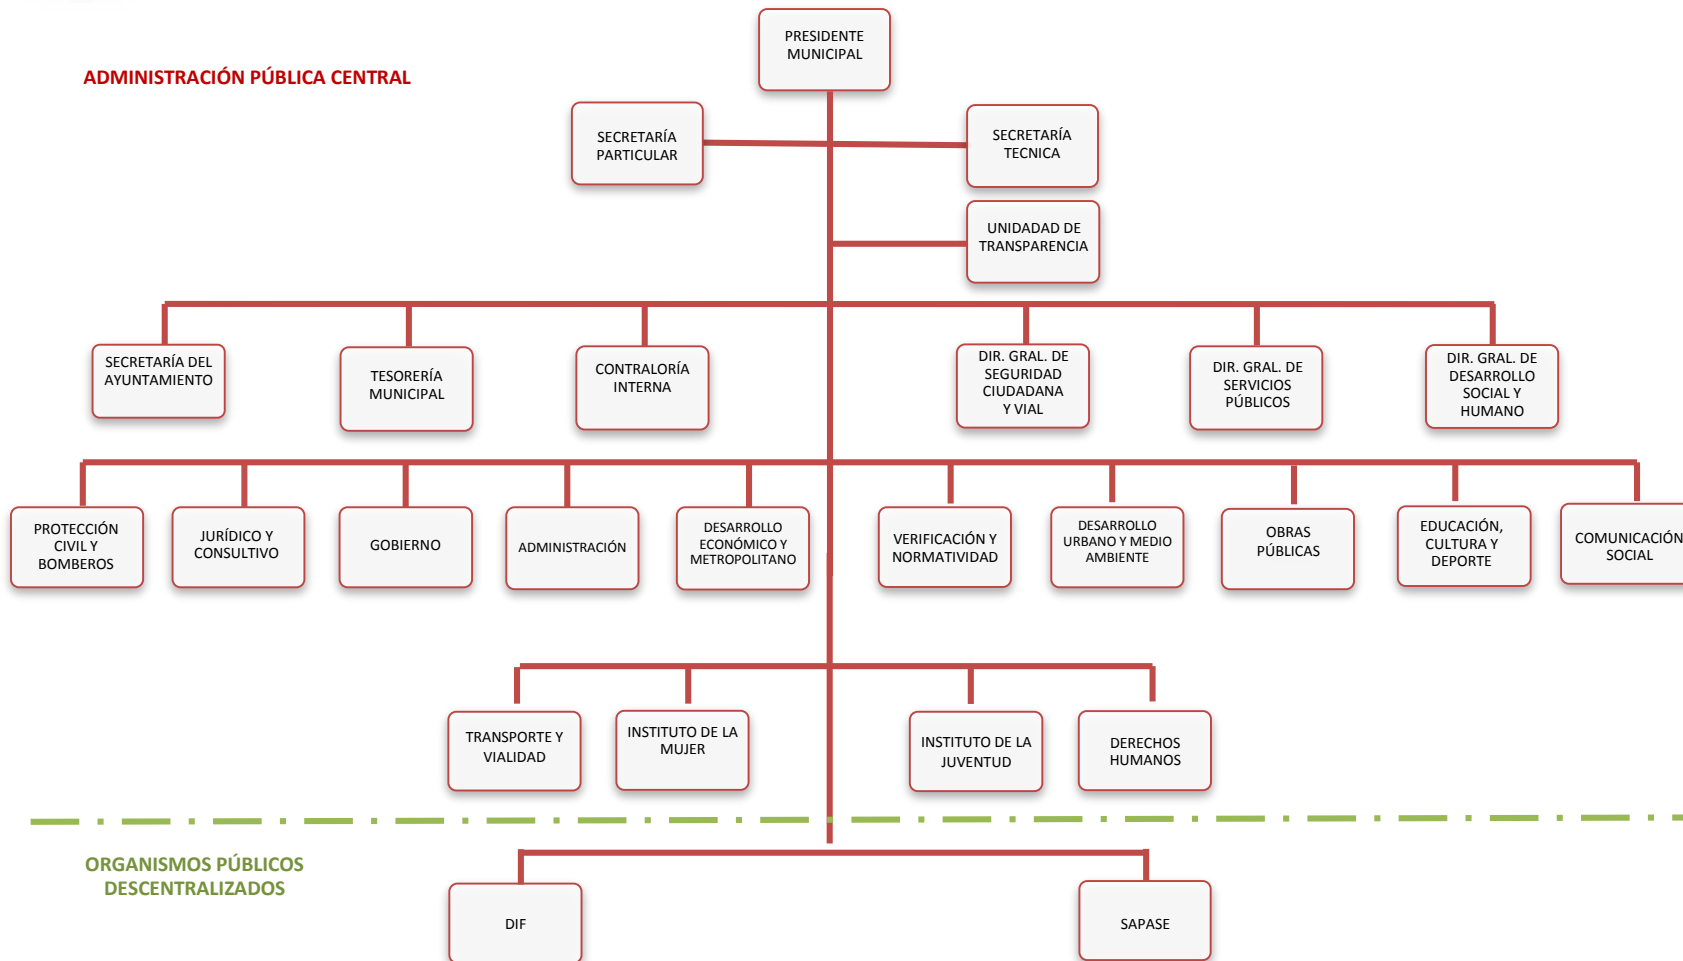 PRESIDENTE
MUNICIPAL
ADMINISTRACIÓN PÚBLICA CENTRAL
SECRETARÍA
PARTICULAR
SECRETARÍA
TECNICA
UNIDADAD DE
TRANSPARENCIA
SECRETARÍA DEL
AYUNTAMIENTO
TESORERÍA
MUNICIPAL
CONTRALORÍA
INTERNA
DIR. GRAL. DE
SEGURIDAD
CIUDADANA
Y VIAL
DIR. GRAL. DE
SERVICIOS
PÚBLICOS
DIR. GRAL. DE
DESARROLLO
SOCIAL Y
HUMANO
PROTECCIÓN
CIVIL Y
BOMBEROS
JURÍDICO Y
CONSULTIVO
GOBIERNO
ADMINISTRACIÓN
DESARROLLO
ECONÓMICO Y
METROPOLITANO
VERIFICACIÓN Y
NORMATIVIDAD
DESARROLLO
URBANO Y MEDIO
AMBIENTE
OBRAS
PÚBLICAS
EDUCACIÓN,
CULTURA Y
DEPORTE
COMUNICACIÓN
SOCIAL
TRANSPORTE Y
VIALIDAD
INSTITUTO DE LA
MUJER
INSTITUTO DE LA
JUVENTUD
DERECHOS
HUMANOS
ORGANISMOS PÚBLICOS
DESCENTRALIZADOS
DIF
SAPASE